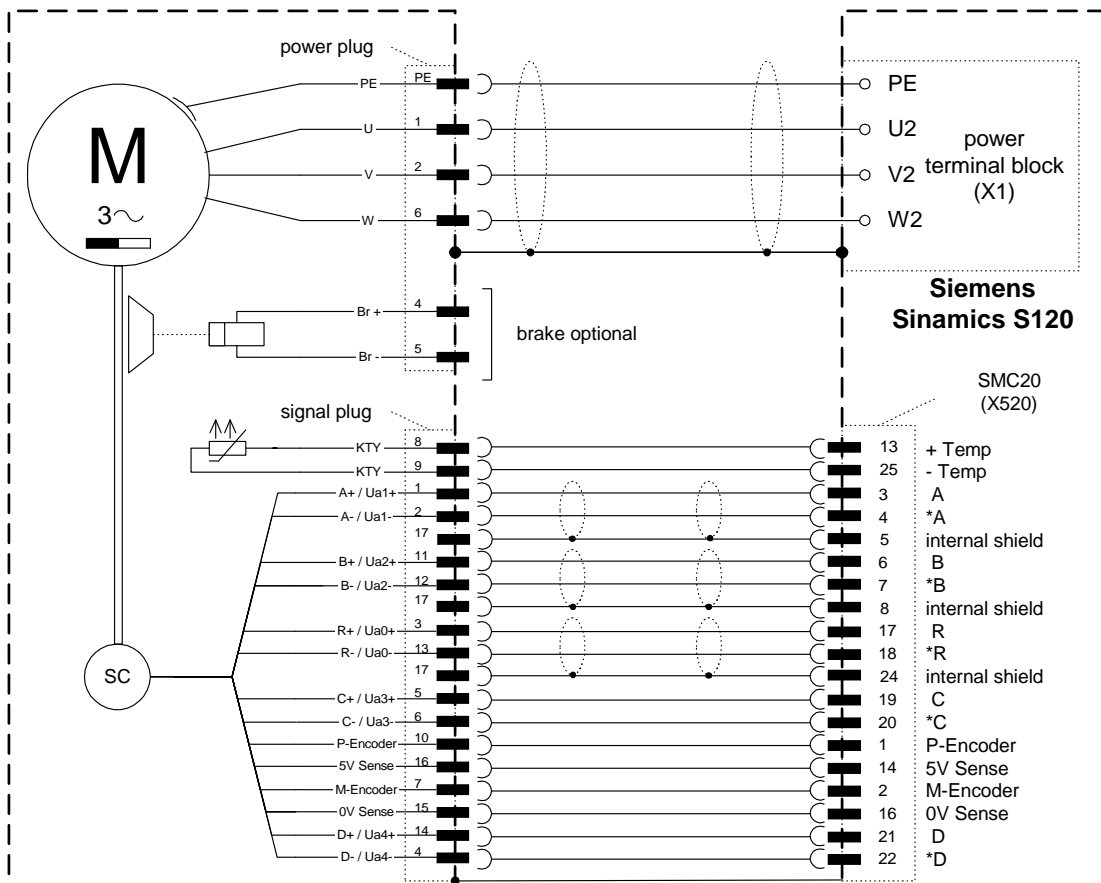 power plug
PE PE PE
U 1 U2
V 2 V2
W 6 W2
power
terminal block
(X1)
M
3~
Siemens
Sinamics S120
Br + 4
Br - 5
brake optional
SMC20
(X520)
signal plug
KTY 8 13 + Temp
KTY 9 25 - Temp
A+ / Ua1+ 1 3 A
A- / Ua1- 2 4 *A
17 5 internal shield
B+ / Ua2+ 11 6 B
B- / Ua2- 12 7 *B
17 8 internal shield
R+ / Ua0+ 3 17 R
R- / Ua0- 13 18 *R
17 24 internal shield
SC
C+ / Ua3+ 5 19 C
C- / Ua3- 6 20 *C
P-Encoder 10 1 P-Encoder
5V Sense 16 14 5V Sense
M-Encoder 7 2 M-Encoder
0V Sense 15 16 0V Sense
D+ / Ua4+ 14 21 D
D- / Ua4- 4 22 *D